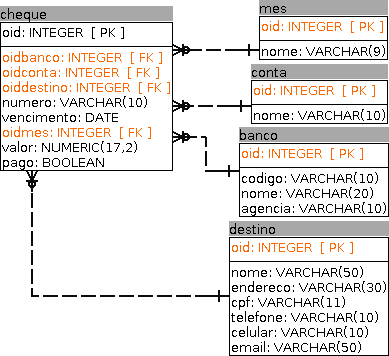 cheque
oid: INTEGER [ PK ]
oidbanco: INTEGER [ FK ]
oidconta: INTEGER [ FK ]
oiddestino: INTEGER [ FK ]
numero: VARCHAR(10)
vencimento: DATE
oidmes: INTEGER [ FK ]
valor: NUMERIC(17,2)
pago: BOOLEAN
mes
oid: INTEGER [ PK ]
nome: VARCHAR(9)
conta
oid: INTEGER [ PK ]
nome: VARCHAR(10)
banco
oid: INTEGER [ PK ]
codigo: VARCHAR(10)
nome: VARCHAR(20)
agencia: VARCHAR(10)
destino
oid: INTEGER [ PK ]
nome: VARCHAR(50)
endereco: VARCHAR(30)
cpf: VARCHAR(11)
telefone: VARCHAR(10)
celular: VARCHAR(10)
email: VARCHAR(50)